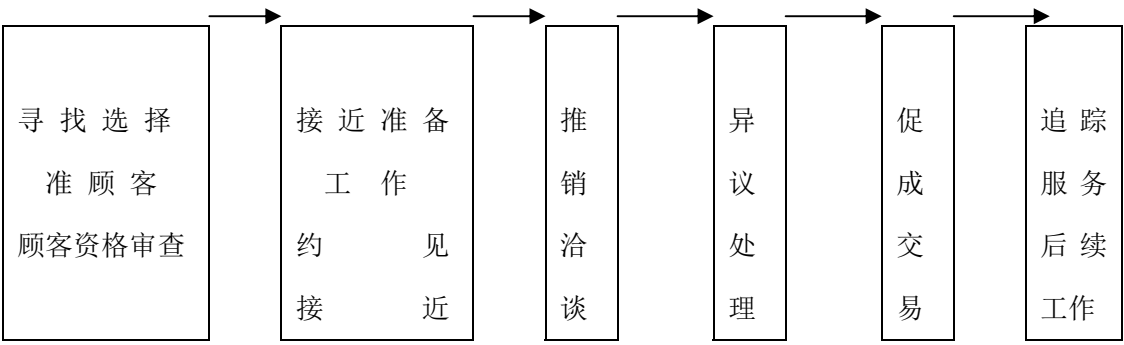 寻找选择
准顾客
顾客资格审查
接近准备
工作
约见
接近
推
销
洽
谈
异
议
处
理
促
成
交
易
追踪
服务
后续
工作